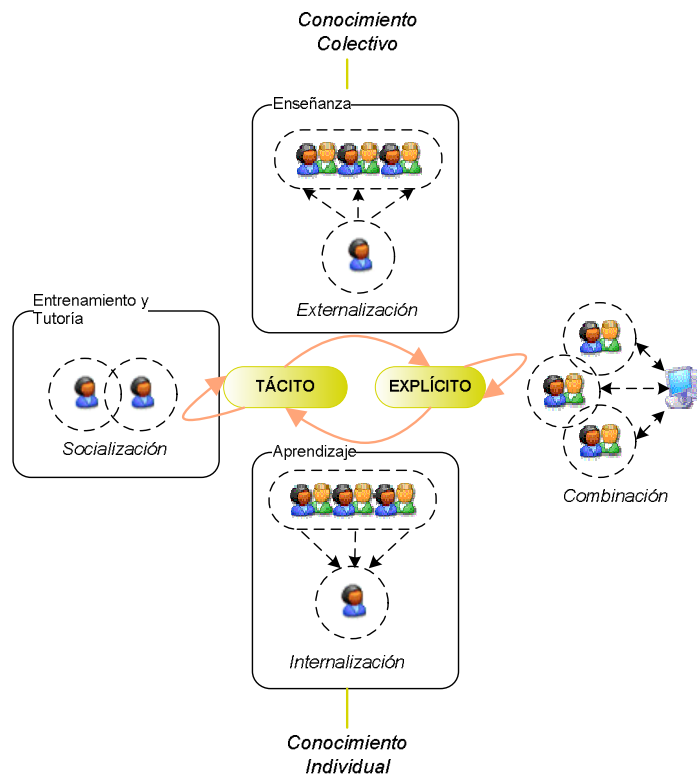 Conocimiento
Colectivo
Enseñanza
Externalización
Entrenamiento y
Tutoría
Socialización
TÁCITO
EXPLÍCITO
Combinación
Aprendizaje
Internalización
Conocimiento
Individual